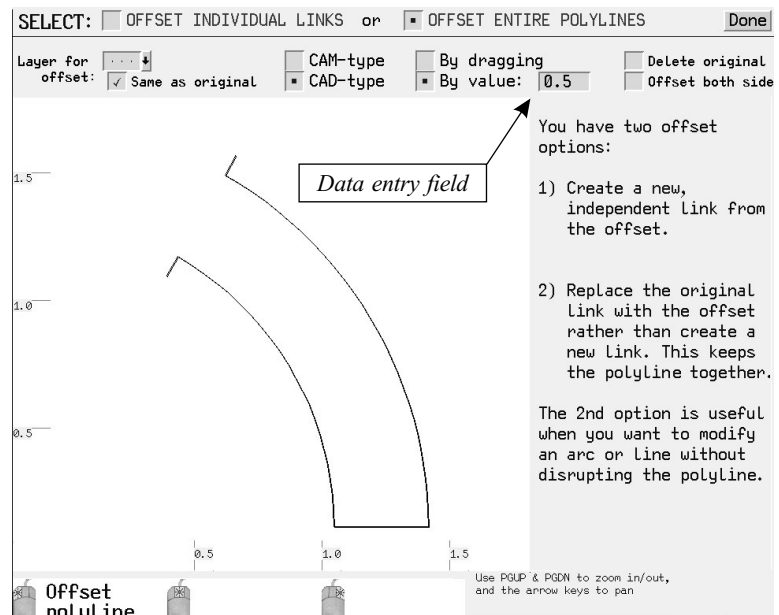 SELECT: OFFSET INDIVIDUAL LINKS or OFFSET ENTIRE POLYLINES Done
Layer for offset: ... Same as original
CAM-type
CAD-type
By dragging
By value: 0.5
Delete original
Offset both side
Data entry field
1.5
1.0
0.5
0.5
1.0
1.5
You have two offset
options:
1) Create a new,
independent link from
the offset.
2) Replace the original
link with the offset
rather than create a
new link. This keeps
the polyline together.
The 2nd option is useful
when you want to modify
an arc or line without
disrupting the polyline.
Offset
polyline
Use PGUP & PGDN to zoom in/out,
and the arrow keys to pan